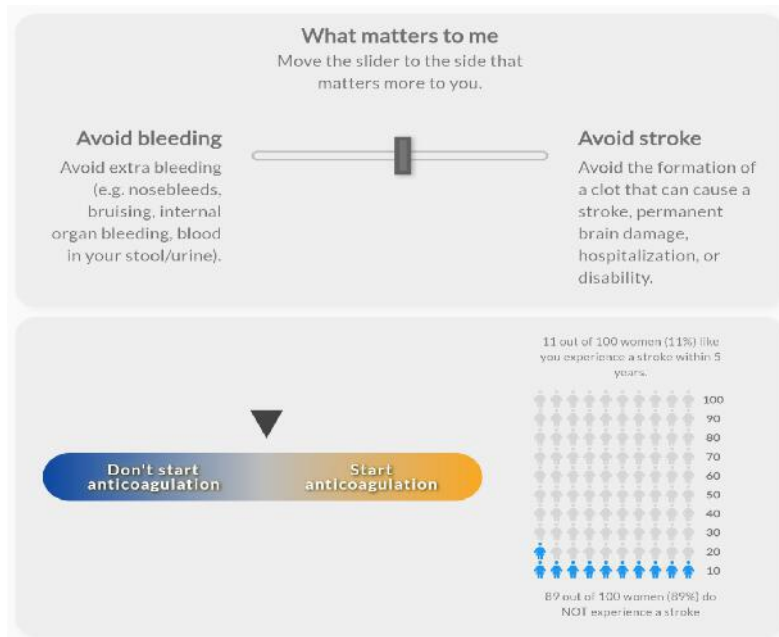 What matters to me
Move the slider to the side that
matters more to you.
Avoid bleeding
Avoid extra bleeding
(e.g. nosebleeds,
bruising, internal
organ bleeding, blood
in your stool/urine).
Avoid stroke
Avoid the formation of
a clot that can cause a
stroke, permanent
brain damage,
hospitalization, or
disability.
Don't start
anticoagulation
Start
anticoagulation
11 out of 100 women (11%) like
you experience a stroke within 5
years.
100
90
80
70
60
50
40
30
20
10
89 out of 100 women (89%) do
NOT experience a stroke